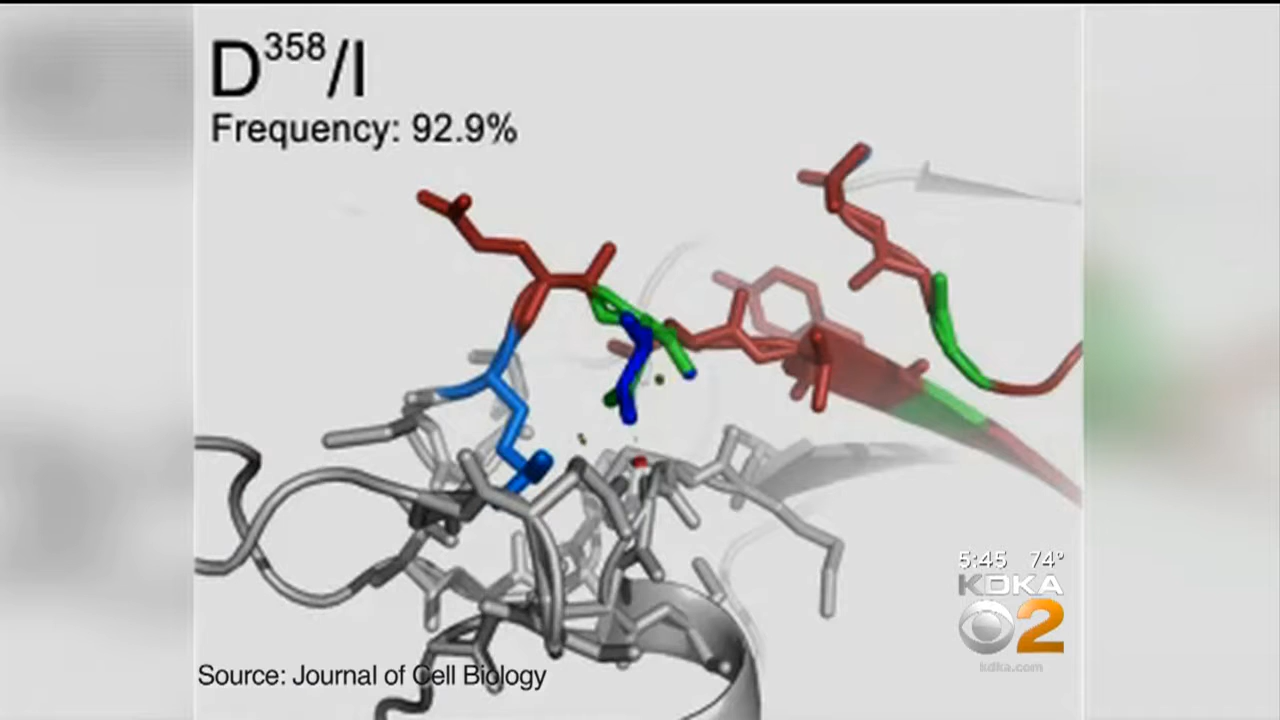 D³⁵⁸/I
Frequency: 92.9%
5:45 74°
KDKA
2
kdka.com
Source: Journal of Cell Biology